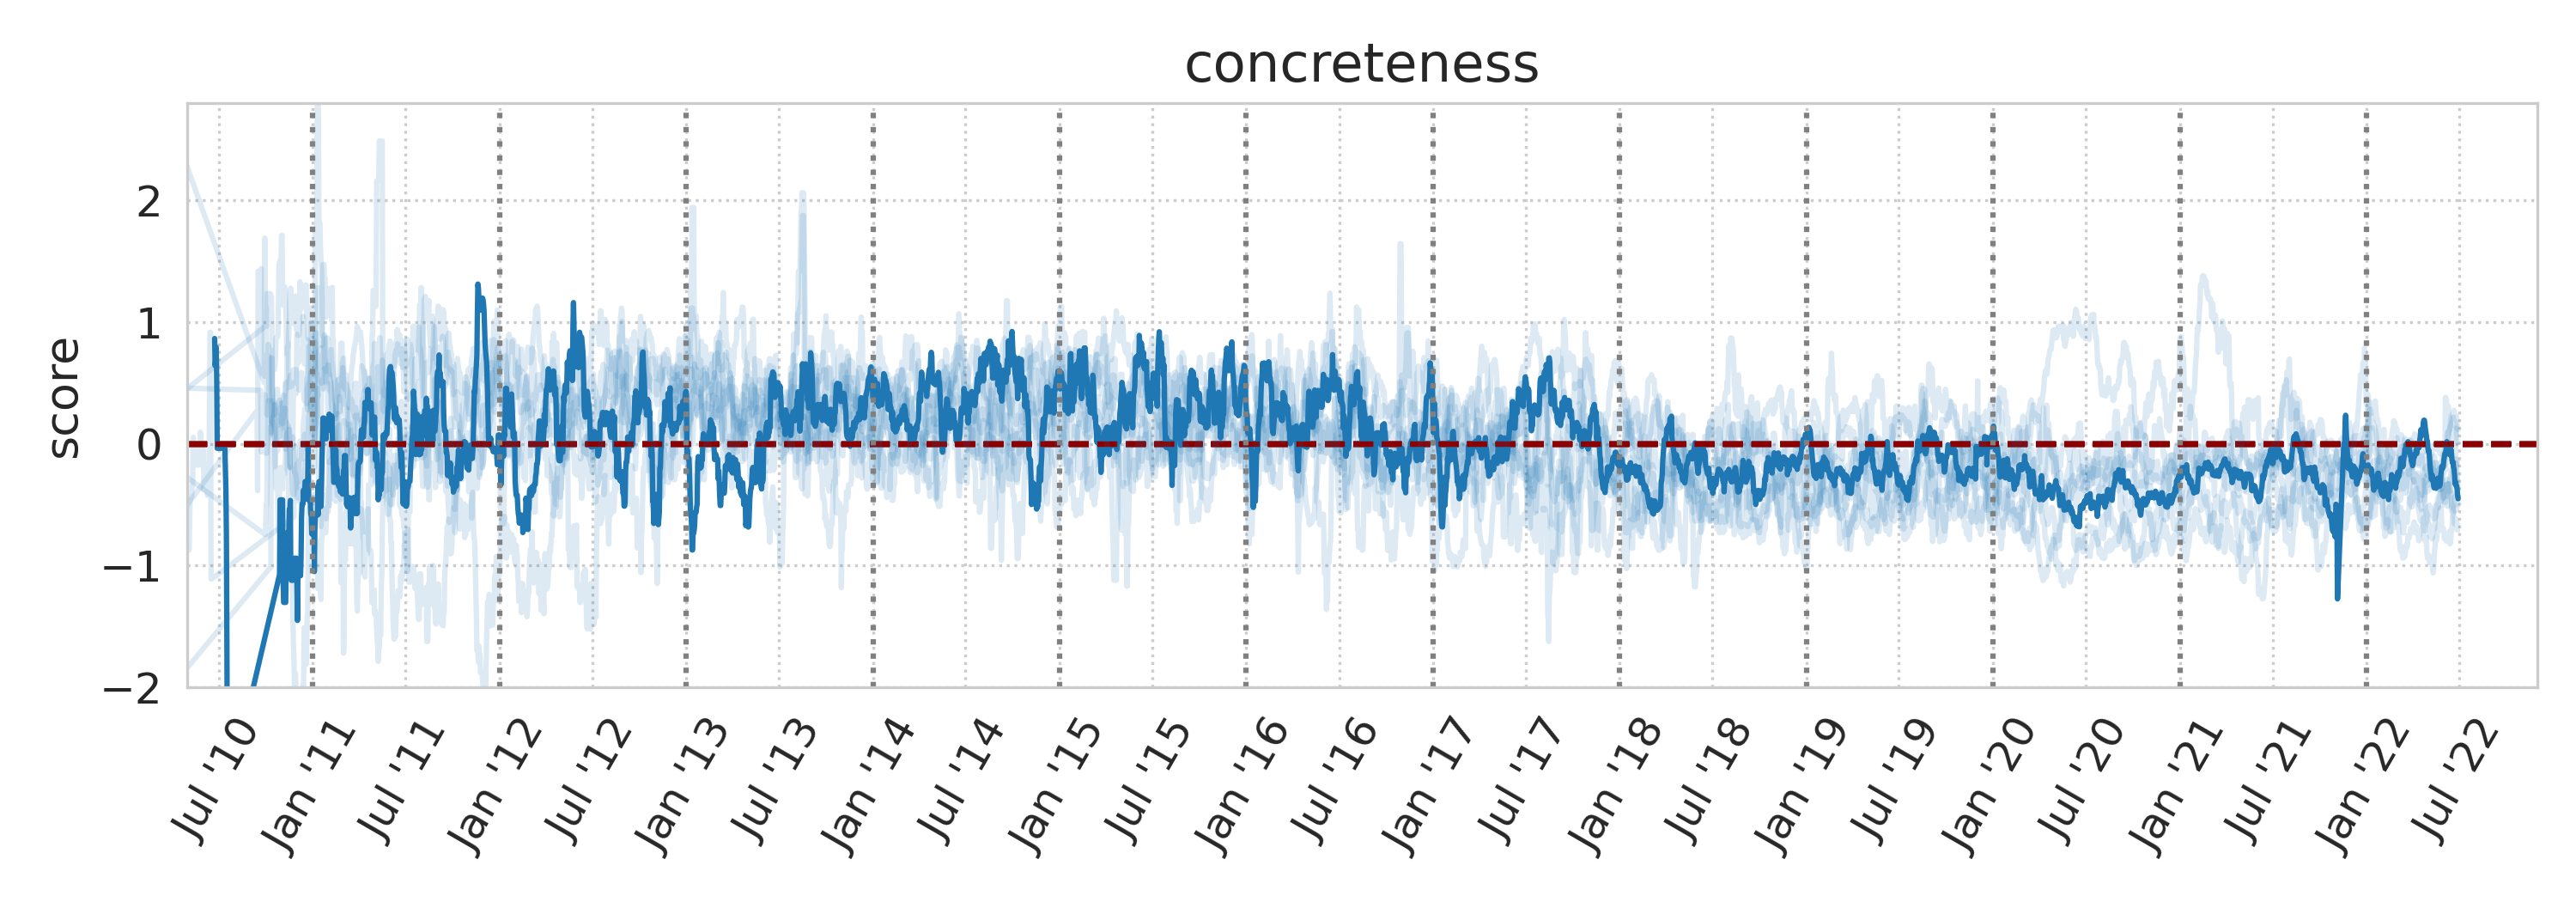 concreteness
score
2
1
0
−1
−2
Jul '10
Jan '11
Jul '11
Jan '12
Jul '12
Jan '13
Jul '13
Jan '14
Jul '14
Jan '15
Jul '15
Jan '16
Jul '16
Jan '17
Jul '17
Jan '18
Jul '18
Jan '19
Jul '19
Jan '20
Jul '20
Jan '21
Jul '21
Jan '22
Jul '22